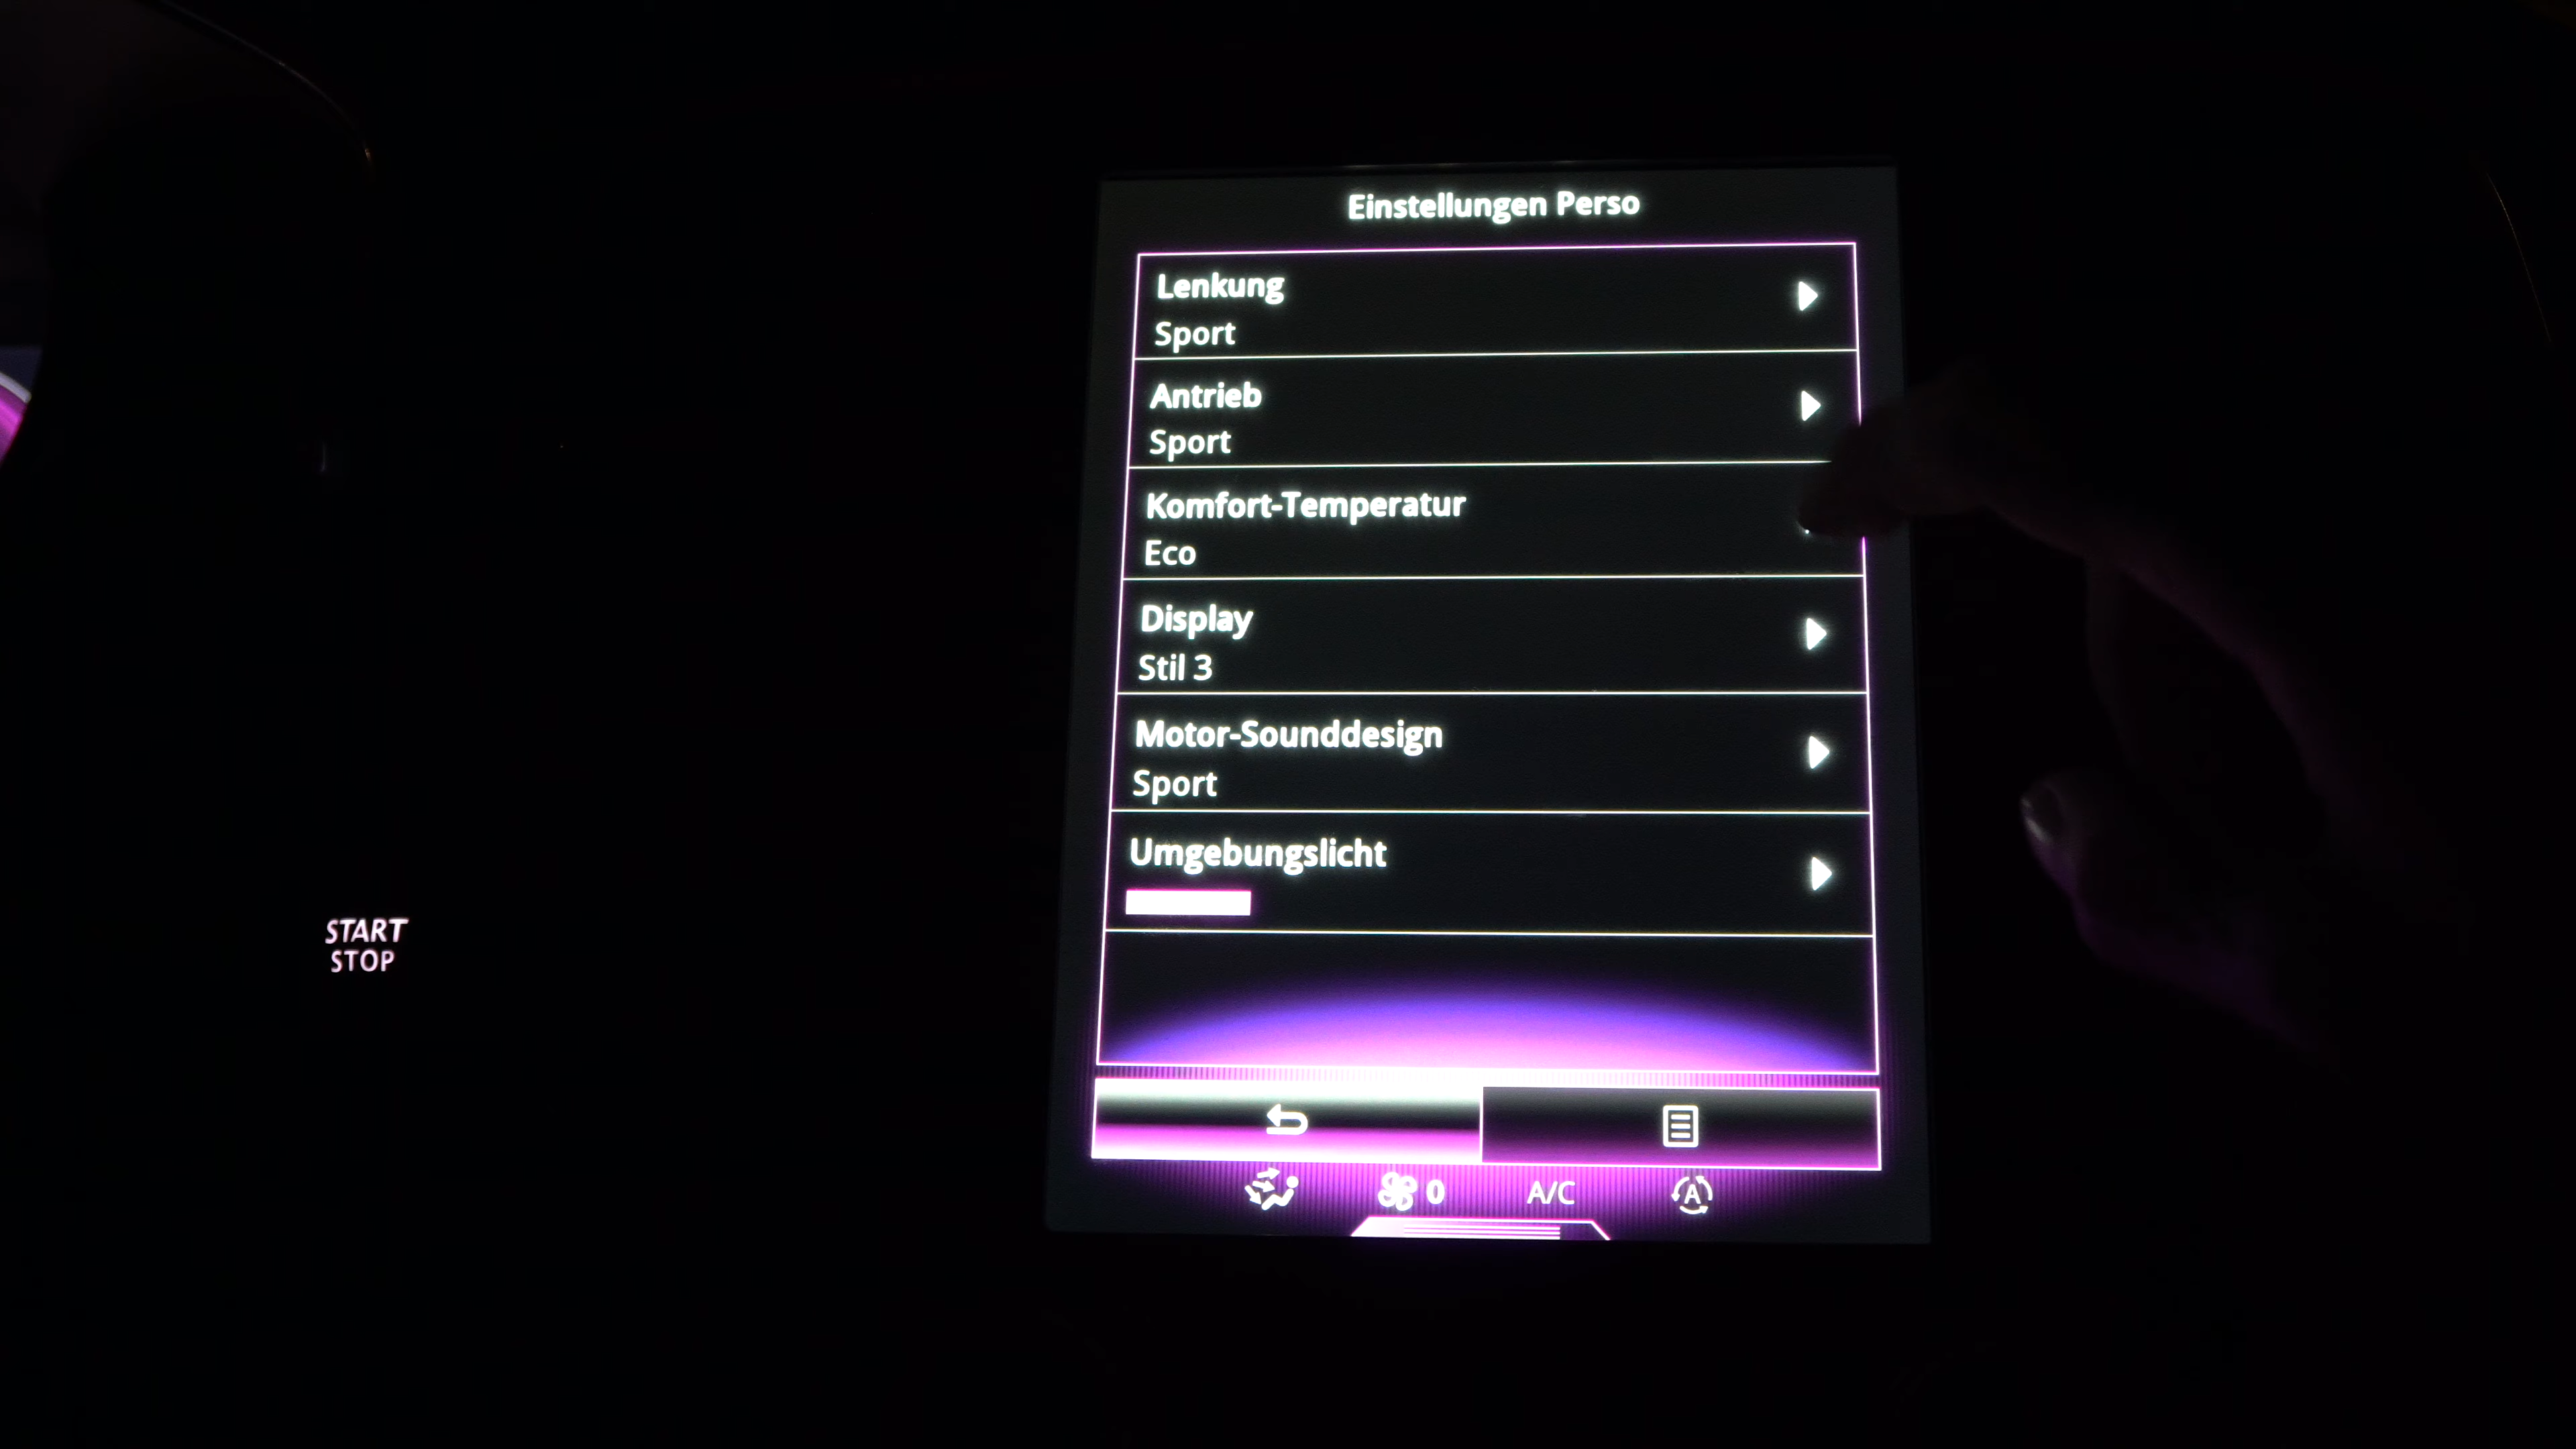 Einstellungen Perso
Lenkung
Sport
Antrieb
Sport
Komfort-Temperatur
Eco
Display
Stil 3
Motor-Sounddesign
Sport
Umgebungslicht
START
STOP
0 A/C A